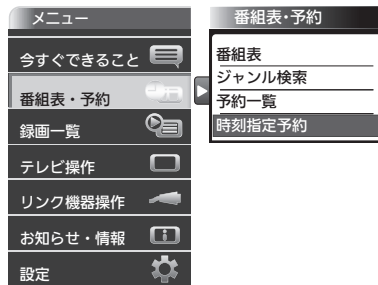 メニュー
今すぐできること
番組表・予約
録画一覧
テレビ操作
リンク機器操作
お知らせ・情報
設定
番組表・予約
番組表
ジャンル検索
予約一覧
時刻指定予約